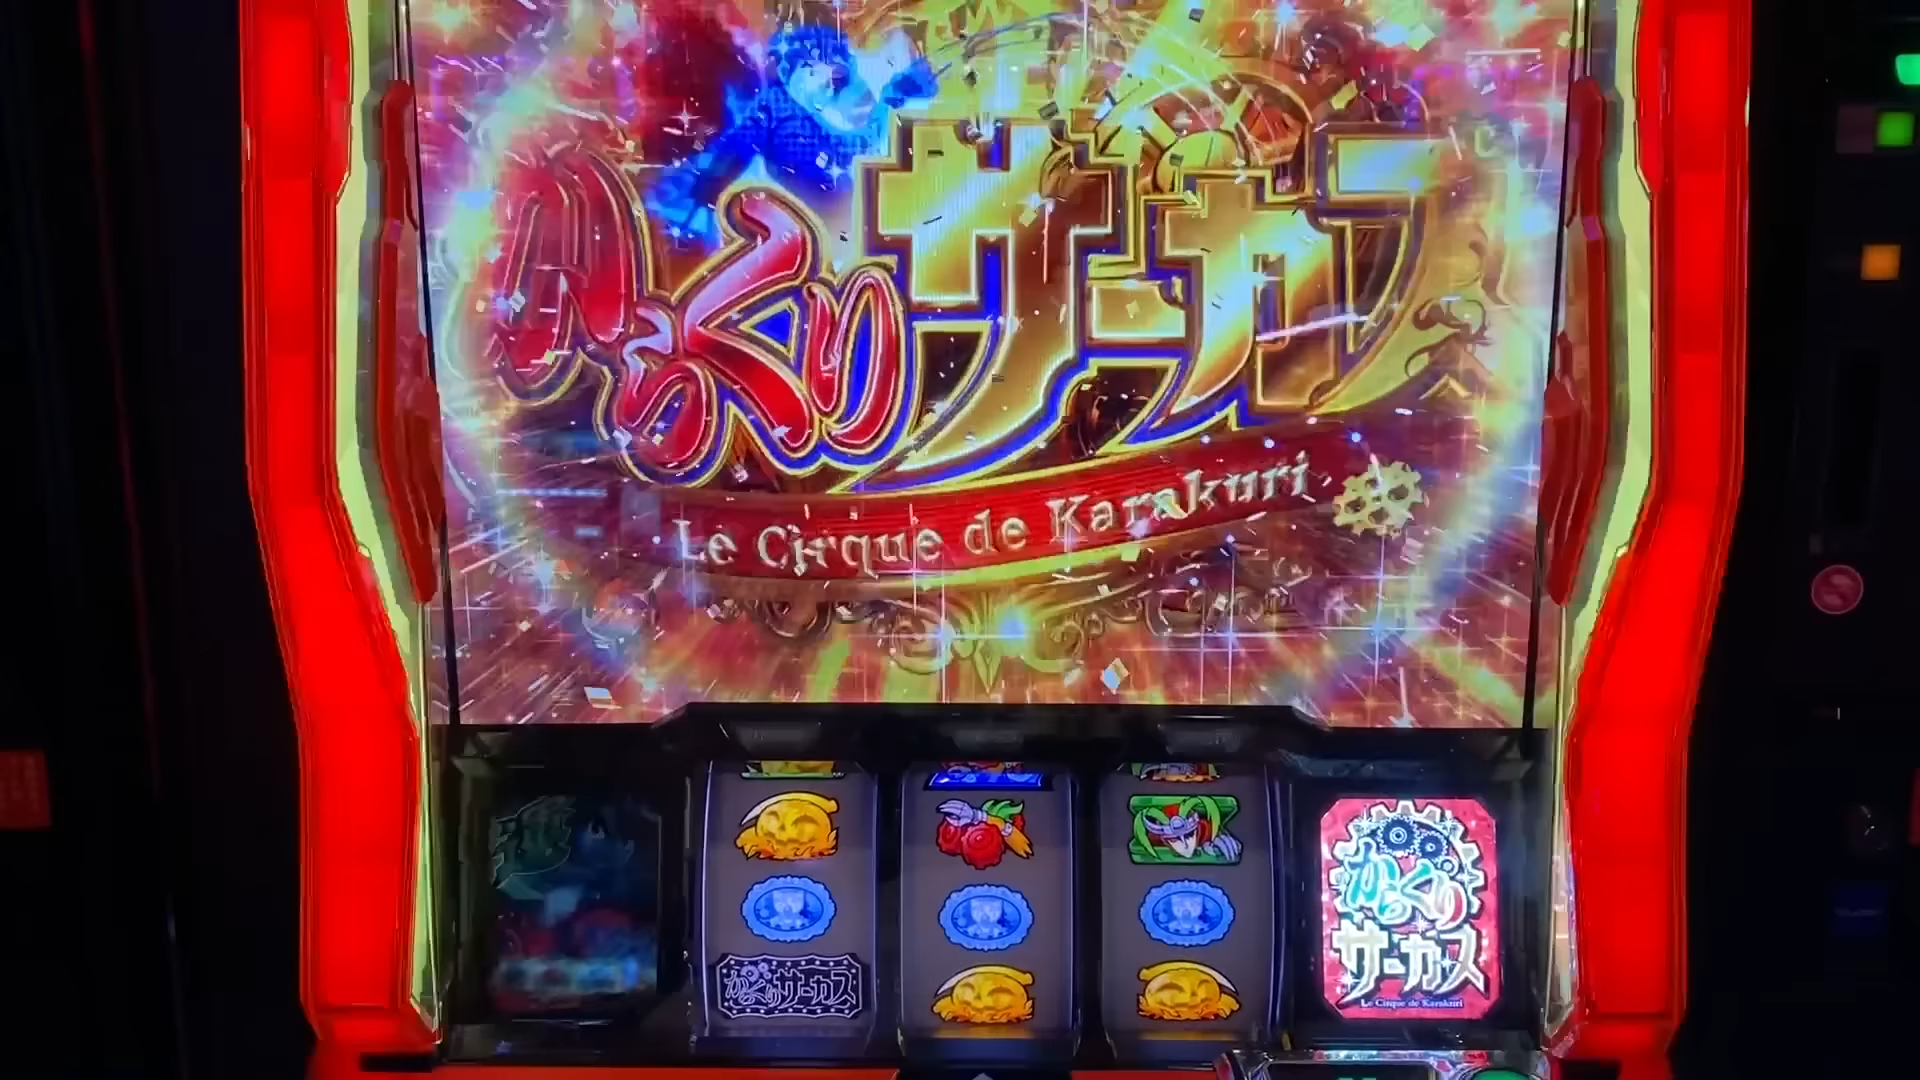 からくりサーカス
Le Cirque de Karakuri
からくりサーカス
からくり
サーカス
Le Cirque de Karakuri